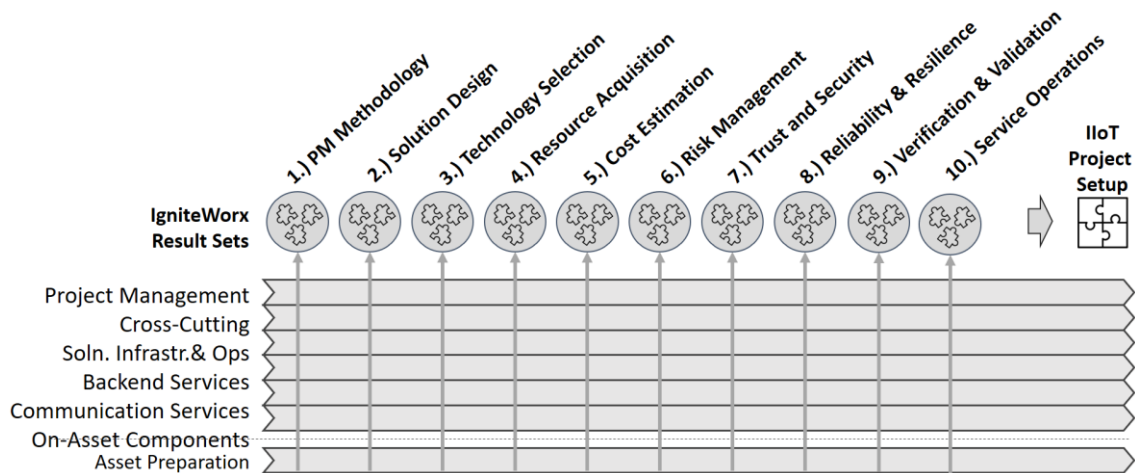 1.) PM Methodology
2.) Solution Design
3.) Technology Selection
4.) Resource Acquisition
5.) Cost Estimation
6.) Risk Management
7.) Trust and Security
8.) Reliability & Resilience
9.) Verification & Validation
10.) Service Operations
IIoT
Project
Setup
IgniteWorx
Result Sets
Project Management
Cross-Cutting
Soln. Infrastr.& Ops
Backend Services
Communication Services
On-Asset Components
Asset Preparation